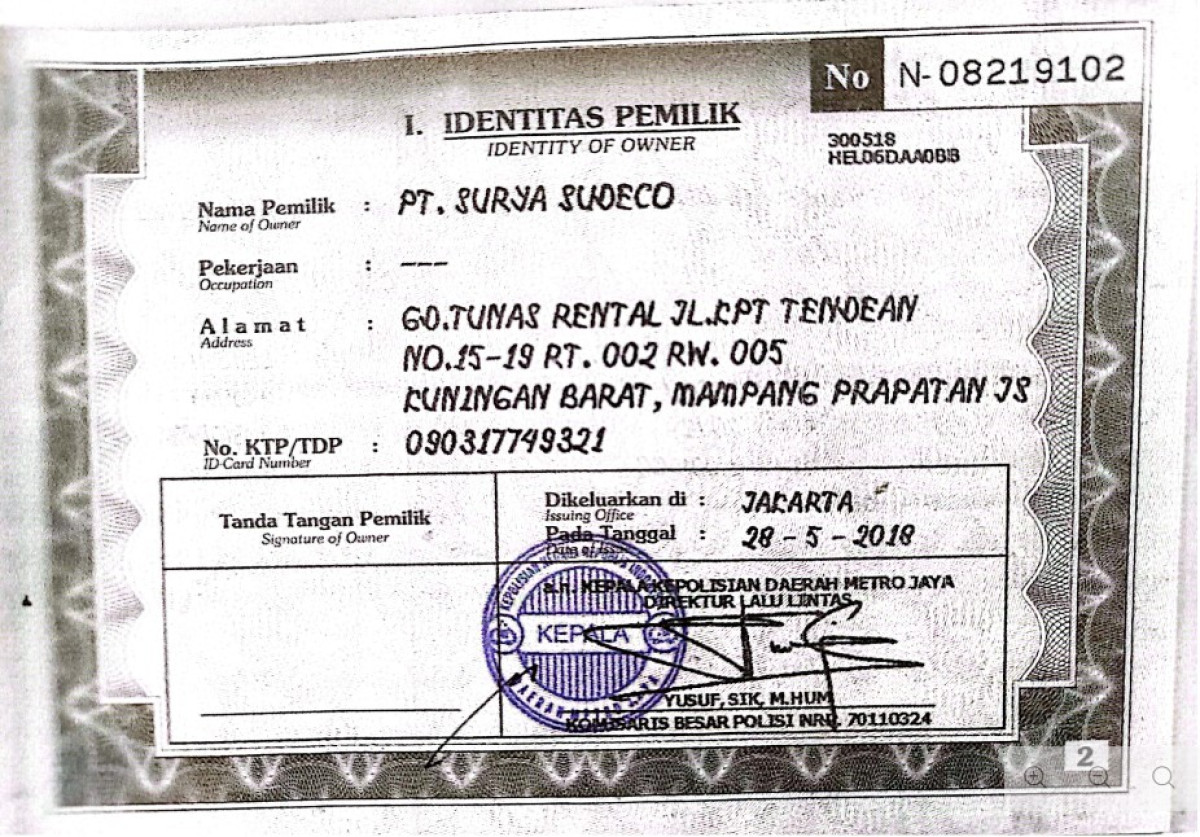 No N-08219102
I. IDENTITAS PEMILIK
IDENTITY OF OWNER
300518
HEL06DAA0BB
Nama Pemilik : PT. SURYA SUDECO
Name of Owner
Pekerjaan : ---
Occupation
Alamat : GD.TUNAS RENTAL JL.KPT TENDEAN
Address
NO.15-19 RT. 002 RW. 005
KUNINGAN BARAT, MAMPANG PRAPATAN JS
No. KTP/TDP : 090317749321
ID-Card Number
Tanda Tangan Pemilik
Signature of Owner
Dikeluarkan di : JAKARTA
Issuing Office
Pada Tanggal : 28 - 5 - 2018
Date of
a.n. KEPALA KEPOLISIAN DAERAH METRO JAYA
DIREKTUR LALU LINTAS
KEPALA
YUSUF, SIK, M.HUM
KOMISARIS BESAR POLISI NRP. 70110324
2